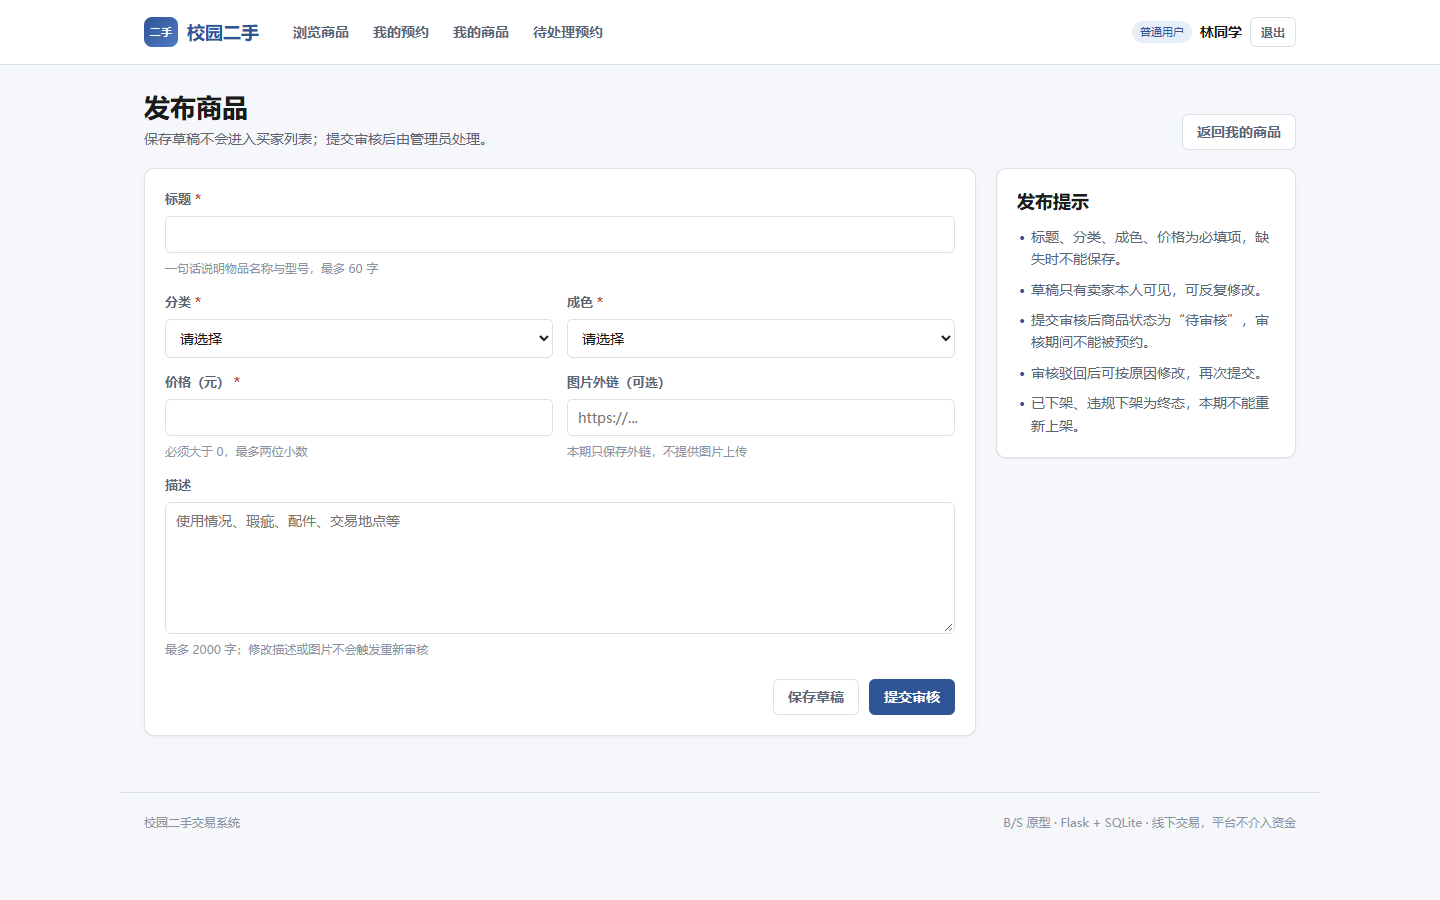 二手 校园二手 浏览商品 我的预约 我的商品 待处理预约 普通用户 林同学 退出
发布商品
保存草稿不会进入买家列表；提交审核后由管理员处理。
返回我的商品
标题 *
一句话说明物品名称与型号，最多 60 字
分类 * 成色 *
请选择 请选择
价格（元） * 图片外链（可选）
https://...
必须大于 0，最多两位小数 本期只保存外链，不提供图片上传
描述
使用情况、瑕疵、配件、交易地点等
最多 2000 字；修改描述或图片不会触发重新审核
保存草稿 提交审核
发布提示
• 标题、分类、成色、价格为必填项，缺
失时不能保存。
• 草稿只有卖家本人可见，可反复修改。
• 提交审核后商品状态为“待审核”，审
核期间不能被预约。
• 审核驳回后可按原因修改，再次提交。
• 已下架、违规下架为终态，本期不能重
新上架。
校园二手交易系统 B/S 原型 · Flask + SQLite · 线下交易，平台不介入资金